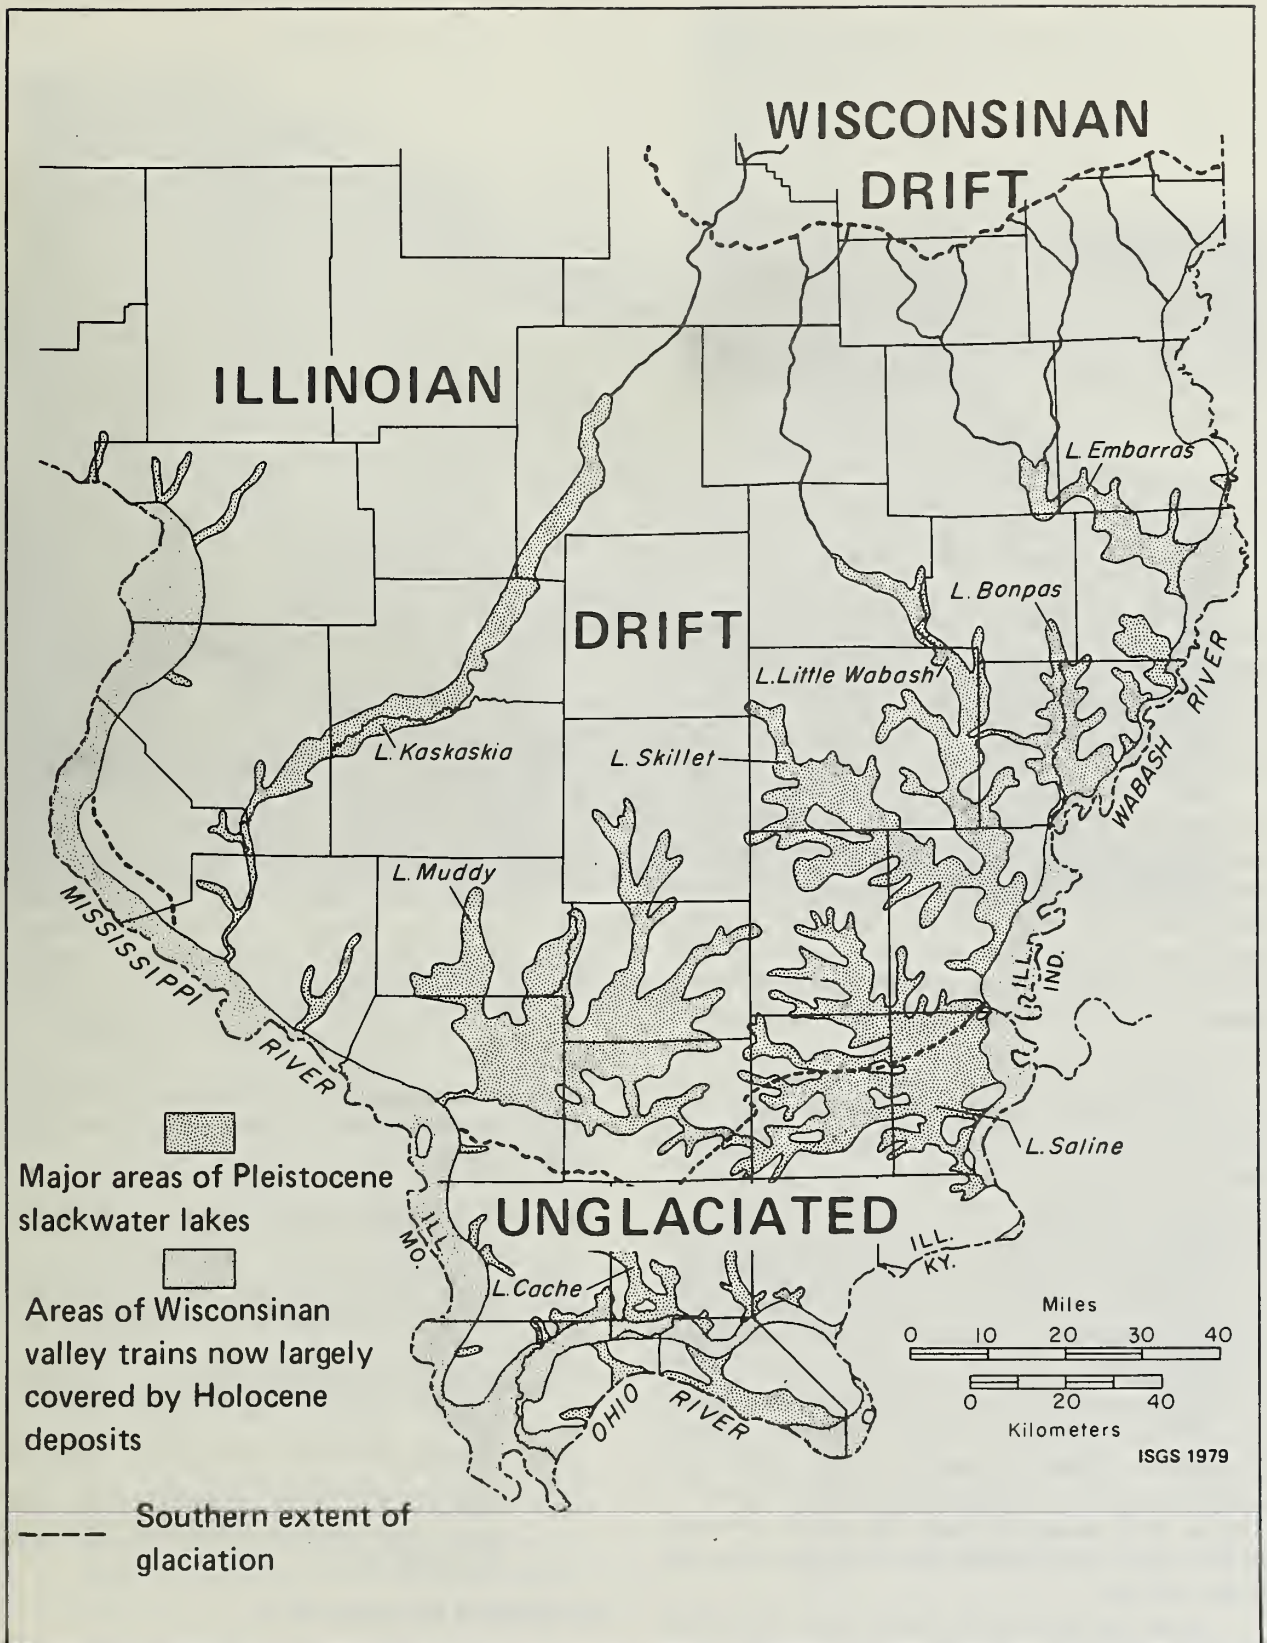 WISCONSINAN
DRIFT
ILLINOIAN
L. Embarras
L. Bonpas
DRIFT
L. Little Wabash
WABASH RIVER
L. Kaskaskia
L. Skillet
L. Muddy
MISSISSIPPI RIVER
ILL.
IND.
L. Saline
Major areas of Pleistocene
slackwater lakes
UNGLACIATED
ILL.
MO.
ILL.
KY.
L. Cache
Areas of Wisconsinan
valley trains now largely
covered by Holocene
deposits
OHIO RIVER
Miles
0 10 20 30 40
0 20 40
Kilometers
ISGS 1979
Southern extent of
glaciation